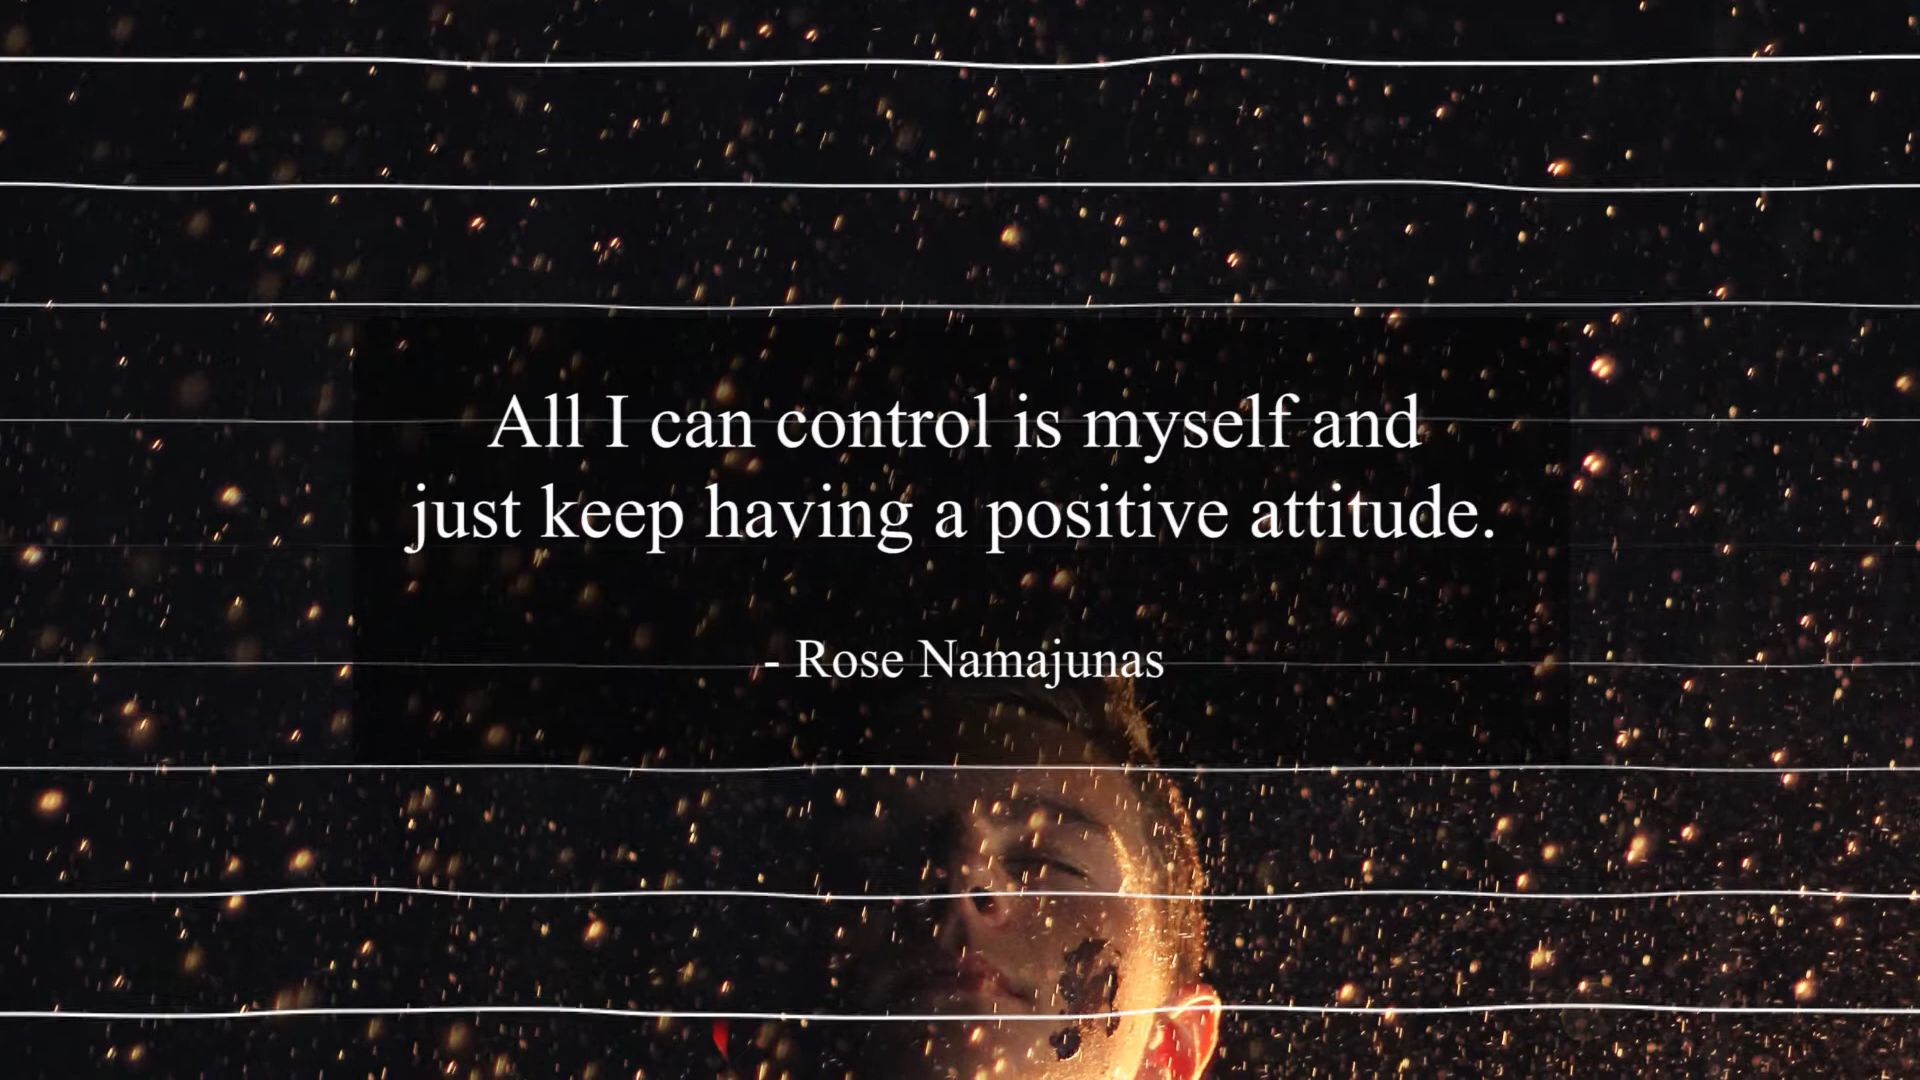 All I can control is myself and
just keep having a positive attitude.
- Rose Namajunas